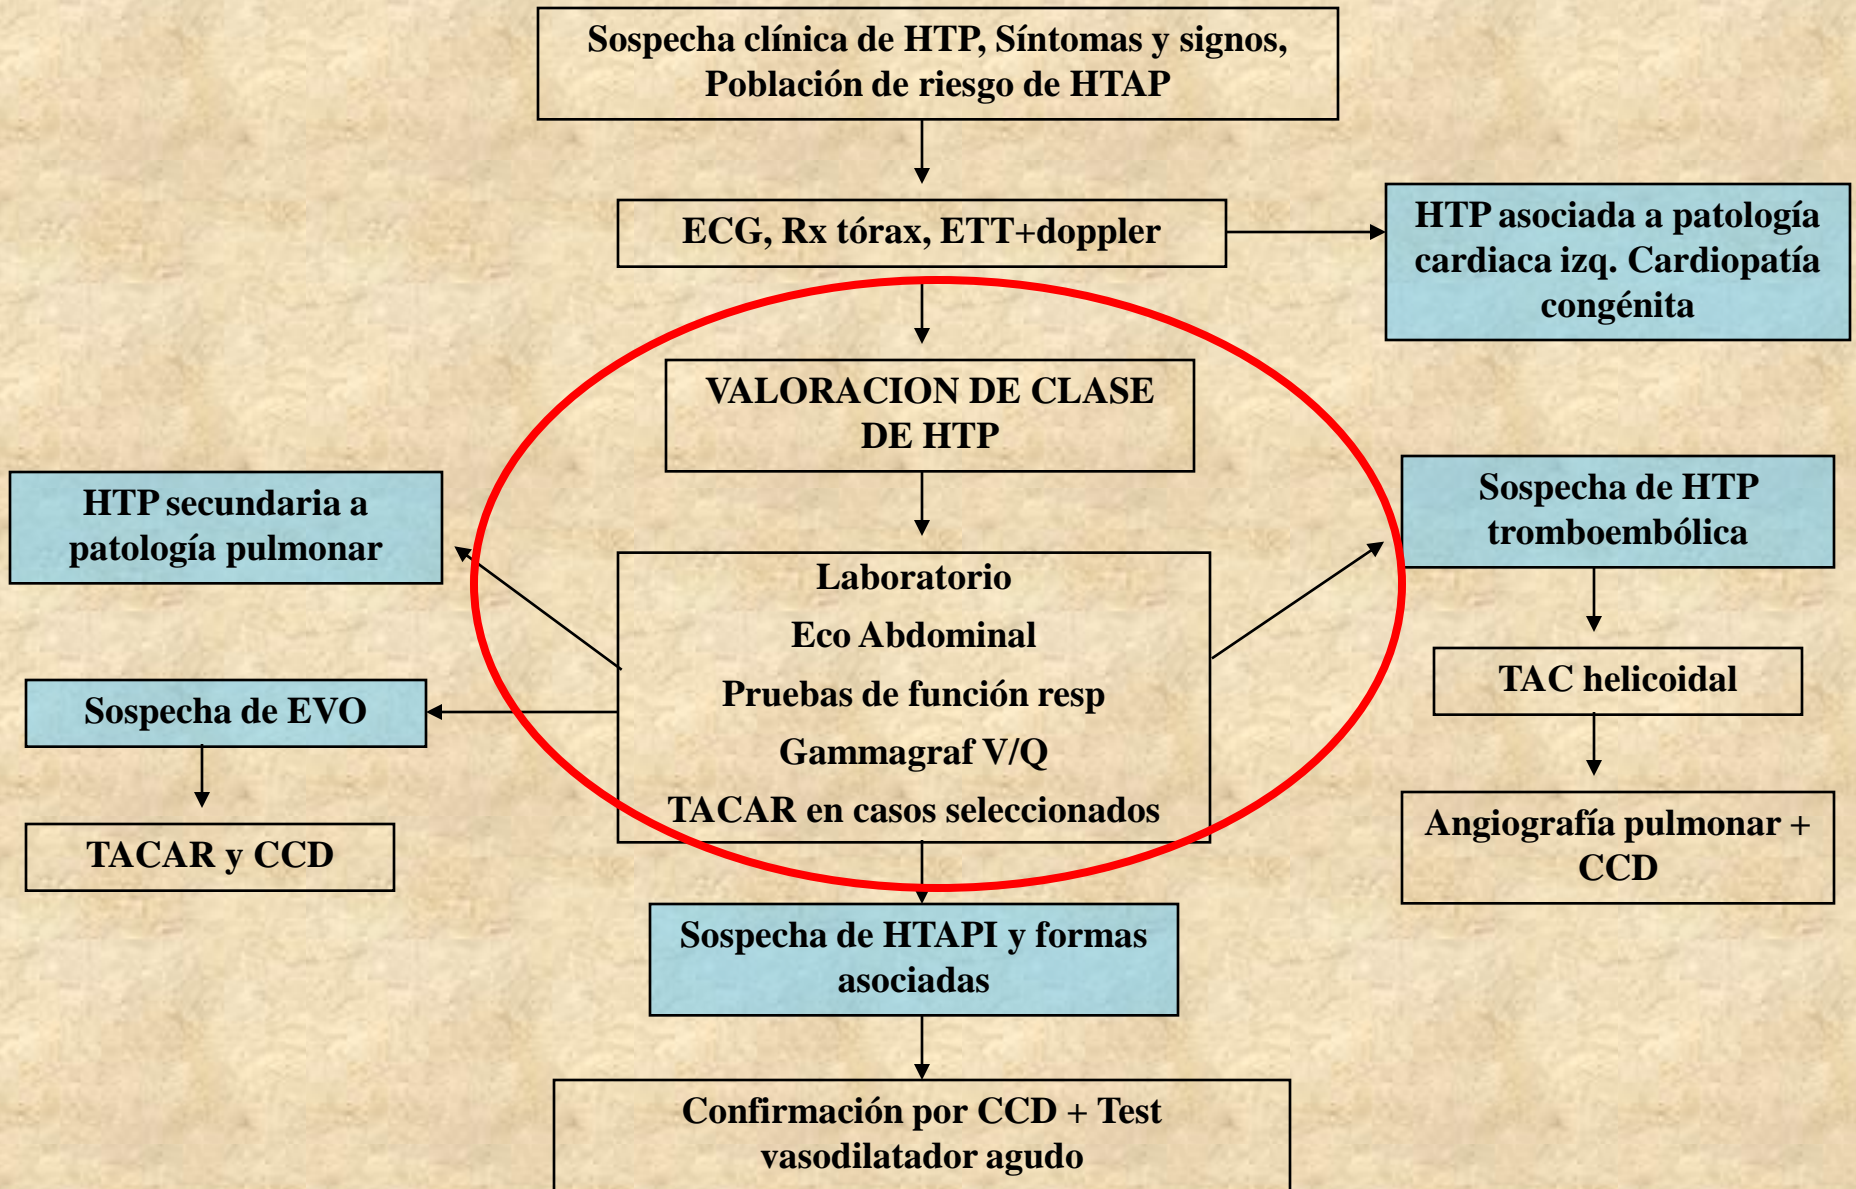 Sospecha clínica de HTP, Síntomas y signos,
Población de riesgo de HTAP
ECG, Rx tórax, ETT+doppler
HTP asociada a patología
cardiaca izq. Cardiopatía
congénita
VALORACION DE CLASE
DE HTP
HTP secundaria a
patología pulmonar
Sospecha de HTP
tromboembólica
Laboratorio
Eco Abdominal
Pruebas de función resp
Gammagraf V/Q
TACAR en casos seleccionados
Sospecha de EVO
TACAR y CCD
TAC helicoidal
Angiografía pulmonar +
CCD
Sospecha de HTAPI y formas
asociadas
Confirmación por CCD + Test
vasodilatador agudo